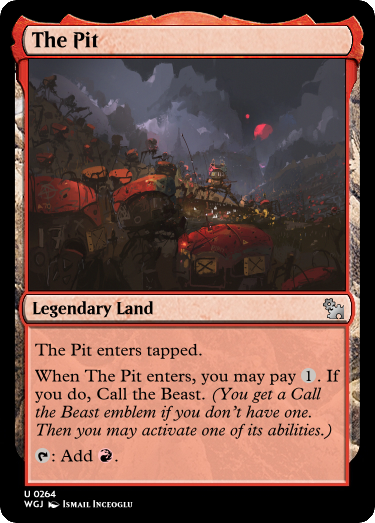 The Pit
Legendary Land
The Pit enters tapped.
When The Pit enters, you may pay 1. If
you do, Call the Beast. (You get a Call
the Beast emblem if you don't have one.
Then you may activate one of its abilities.)
: Add .
U 0264
WGJ Ismail Inceoglu